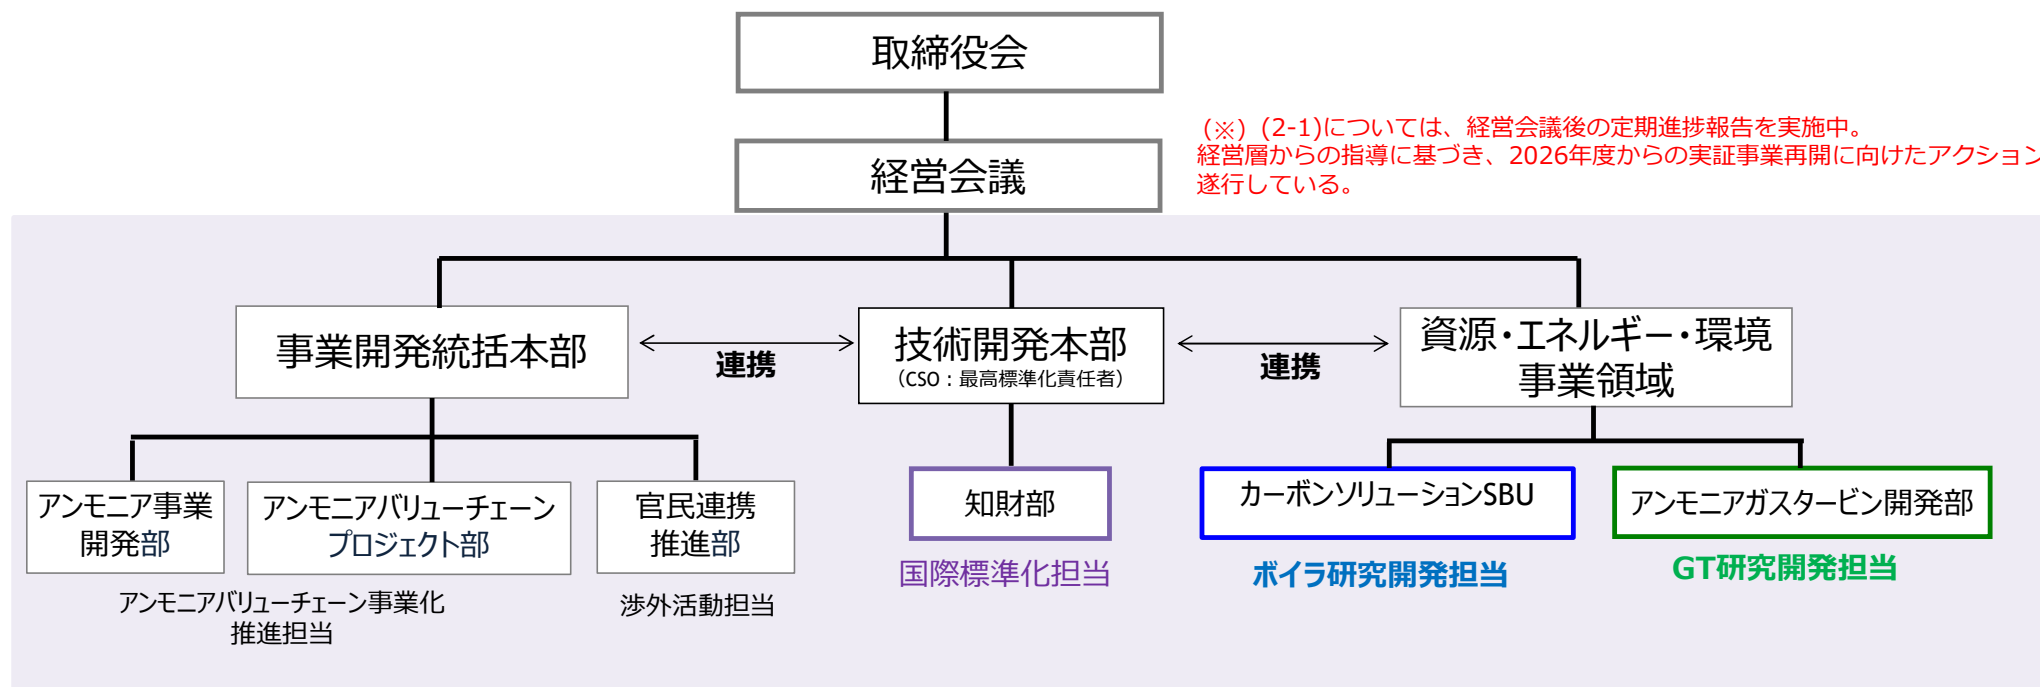 取締役会
(※) (2-1)については、経営会議後の定期進捗報告を実施中。
経営層からの指導に基づき、2026年度からの実証事業再開に向けたアクション
遂行している。
経営会議
事業開発統括本部
連携
技術開発本部
(CSO：最高標準化責任者)
連携
資源・エネルギー・環境
事業領域
アンモニア事業
開発部
アンモニアバリューチェーン
プロジェクト部
官民連携
推進部
知財部
カーボンソリューションSBU
アンモニアガスタービン開発部
アンモニアバリューチェーン事業化
推進担当
渉外活動担当
国際標準化担当
ボイラ研究開発担当
GT研究開発担当